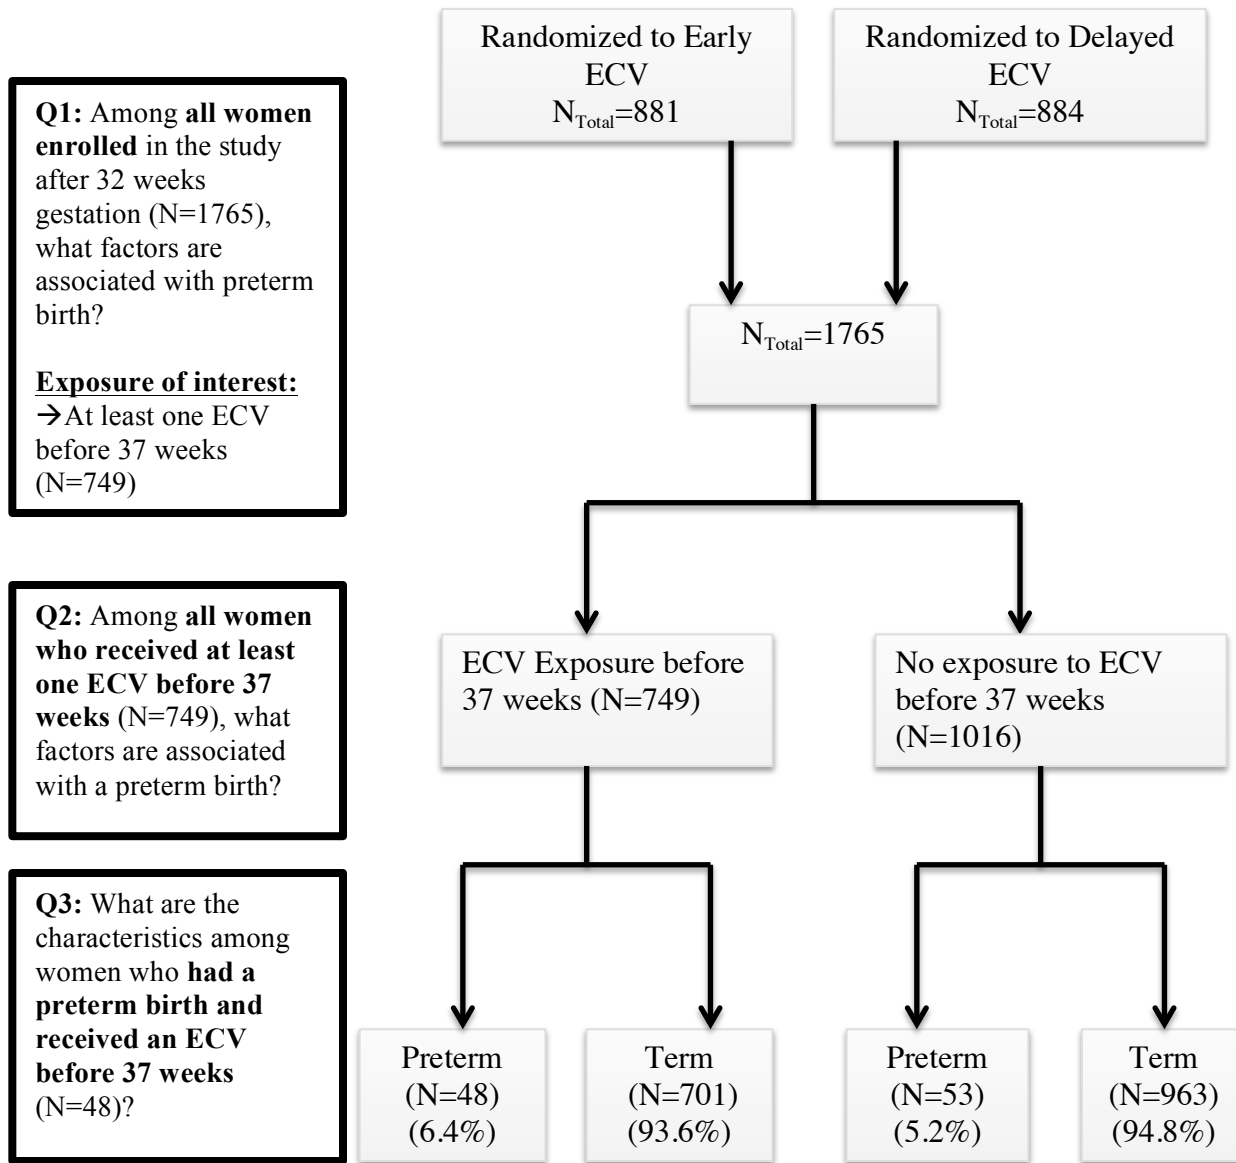 Randomized to Early
ECV
N_Total=881
Randomized to Delayed
ECV
N_Total=884
Q1: Among all women
enrolled in the study
after 32 weeks
gestation (N=1765),
what factors are
associated with preterm
birth?
Exposure of interest:
→At least one ECV
before 37 weeks
(N=749)
N_Total=1765
Q2: Among all women
who received at least
one ECV before 37
weeks (N=749), what
factors are associated
with a preterm birth?
ECV Exposure before
37 weeks (N=749)
No exposure to ECV
before 37 weeks
(N=1016)
Q3: What are the
characteristics among
women who had a
preterm birth and
received an ECV
before 37 weeks
(N=48)?
Preterm
(N=48)
(6.4%)
Term
(N=701)
(93.6%)
Preterm
(N=53)
(5.2%)
Term
(N=963)
(94.8%)